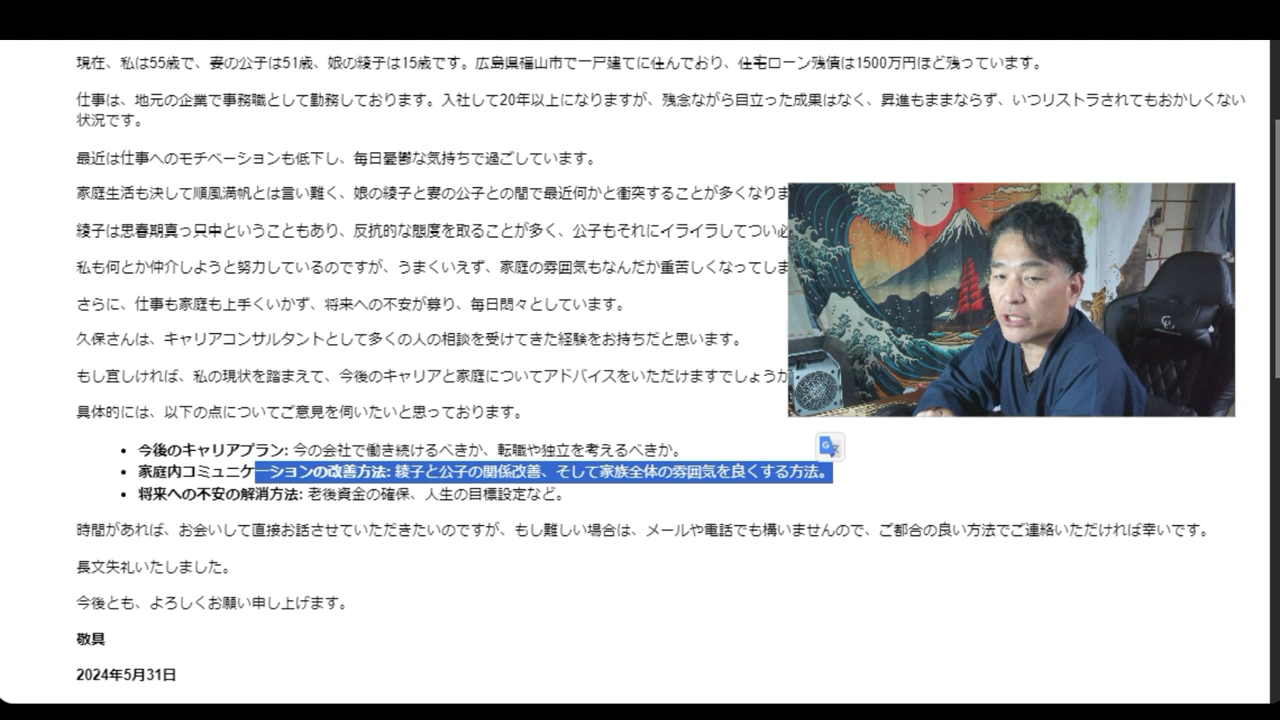 現在、私は55歳で、妻の公子は51歳、娘の綾子は15歳です。広島県福山市で一戸建てに住んでおり、住宅ローン残債は1500万円ほど残っています。
仕事は、地元の企業で事務職として勤務しております。入社して20年以上になりますが、残念ながら目立った成果はなく、昇進もままならず、いつリストラされてもおかしくない
状況です。
最近は仕事へのモチベーションも低下し、毎日憂鬱な気持ちで過ごしています。
家庭生活も決して順風満帆とは言い難く、娘の綾子と妻の公子との間で最近何かと衝突することが多くなりま
綾子は思春期真っ只中ということもあり、反抗的な態度を取ることが多く、公子もそれにイライラしてつい必
私も何とか仲介しようと努力しているのですが、うまくいえず、家庭の雰囲気もなんだか重苦しくなってしま
さらに、仕事も家庭も上手くいかず、将来への不安が募り、毎日悶々としています。
久保さんは、キャリアコンサルタントとして多くの人の相談を受けてきた経験をお持ちだと思います。
もし宜しければ、私の現状を踏まえて、今後のキャリアと家庭についてアドバイスをいただけますでしょうか
具体的には、以下の点についてご意見を伺いたいと思っております。
• 今後のキャリアプラン: 今の会社で働き続けるべきか、転職や独立を考えるべきか。
• 家庭内コミュニケーションの改善方法: 綾子と公子の関係改善、そして家族全体の雰囲気を良くする方法。
• 将来への不安の解消方法: 老後資金の確保、人生の目標設定など。
時間があれば、お会いして直接お話させていただきたいのですが、もし難しい場合は、メールや電話でも構いませんので、ご都合の良い方法でご連絡いただければ幸いです。
長文失礼いたしました。
今後とも、よろしくお願い申し上げます。
敬具
2024年5月31日